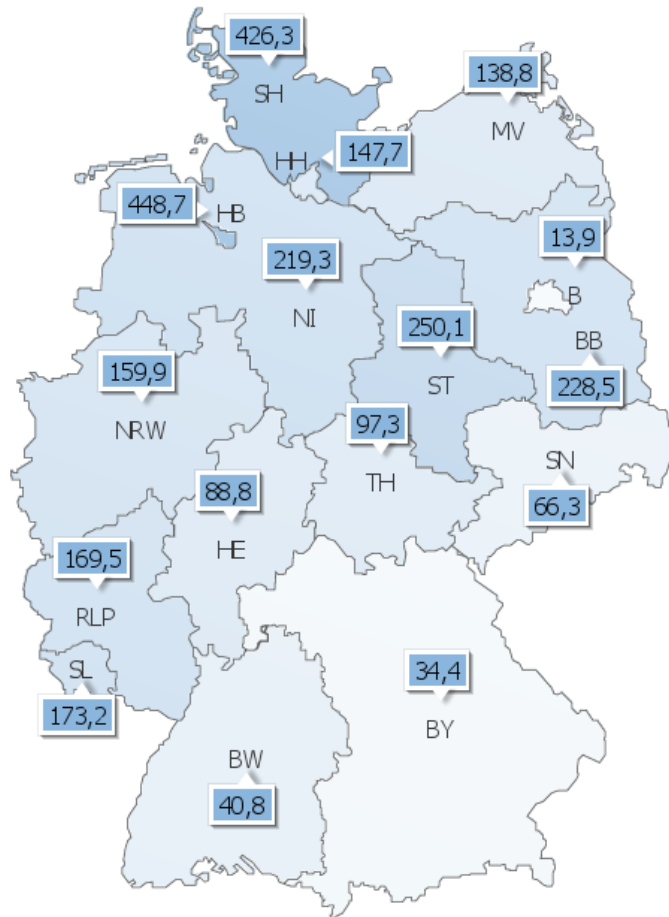 426,3
SH
138,8
MV
HH
147,7
448,7
HB
13,9
B
219,3
NI
250,1
ST
BB
228,5
159,9
NRW
97,3
TH
SN
66,3
88,8
HE
169,5
RLP
SL
173,2
34,4
BY
BW
40,8